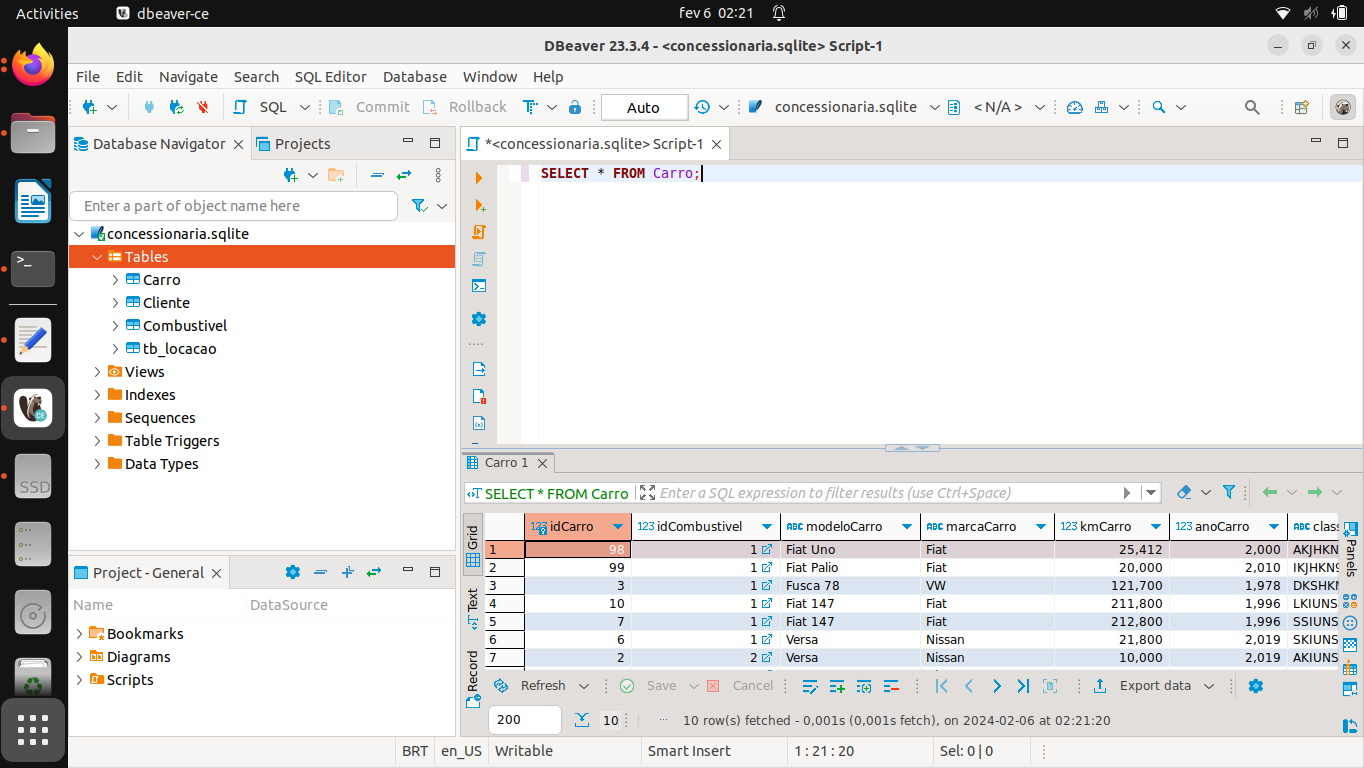 Activities dbeaver-ce fev 6 02:21
DBeaver 23.3.4 - <concessionaria.sqlite> Script-1
File Edit Navigate Search SQL Editor Database Window Help
SQL Commit Rollback Auto concessionaria.sqlite < N/A >
Database Navigator Projects
Enter a part of object name here
concessionaria.sqlite
Tables
Carro
Cliente
Combustivel
tb_locacao
Views
Indexes
Sequences
Table Triggers
Data Types
Project - General
Name DataSource
Bookmarks
Diagrams
Scripts
*<concessionaria.sqlite> Script-1
SELECT * FROM Carro;
Carro 1
SELECT * FROM Carro Enter a SQL expression to filter results (use Ctrl+Space)
Grid
Text
Record
123 idCarro 123 idCombustivel ABC modeloCarro ABC marcaCarro 123 kmCarro 123 anoCarro ABC clas
1 98 1 Fiat Uno Fiat 25,412 2,000 AKJHKN
2 99 1 Fiat Palio Fiat 20,000 2,010 IKJHKN9
3 3 1 Fusca 78 VW 121,700 1,978 DKSHKN
4 10 1 Fiat 147 Fiat 211,800 1,996 LKIUNS
5 7 1 Fiat 147 Fiat 212,800 1,996 SSIUNS
6 6 1 Versa Nissan 21,800 2,019 SKIUNS
7 2 2 Versa Nissan 10,000 2,019 AKIUNS
Panels
Refresh Save Cancel Export data
200 10 10 row(s) fetched - 0,001s (0,001s fetch), on 2024-02-06 at 02:21:20
BRT en_US Writable Smart Insert 1 : 21 : 20 Sel: 0 | 0
SSD